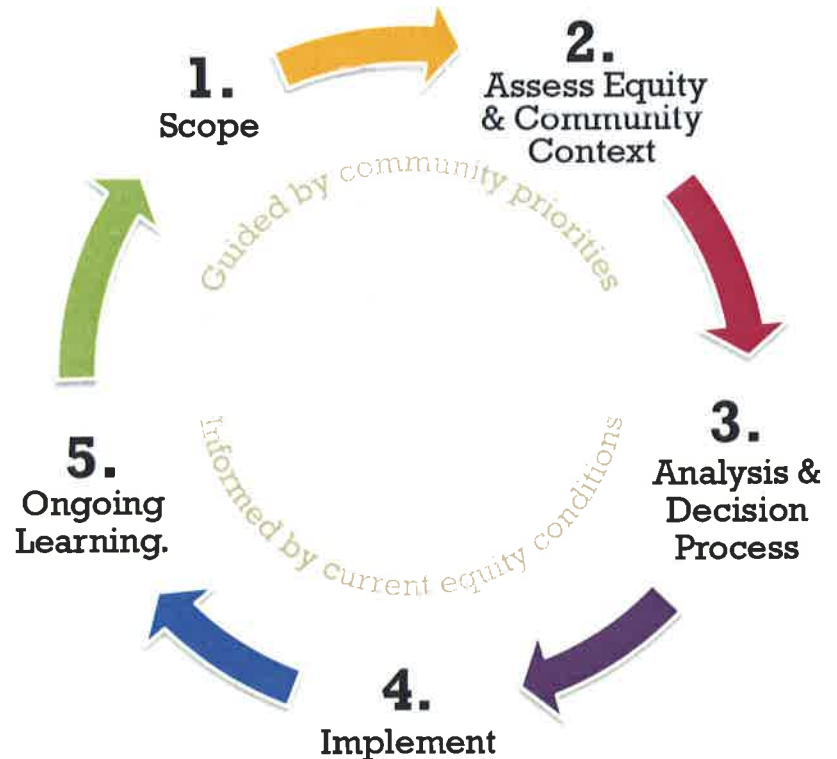 1.
Scope
2.
Assess Equity
& Community
Context
Guided by community priorities
3.
Analysis &
Decision
Process
Informed by current equity conditions
4.
Implement
5.
Ongoing
Learning.